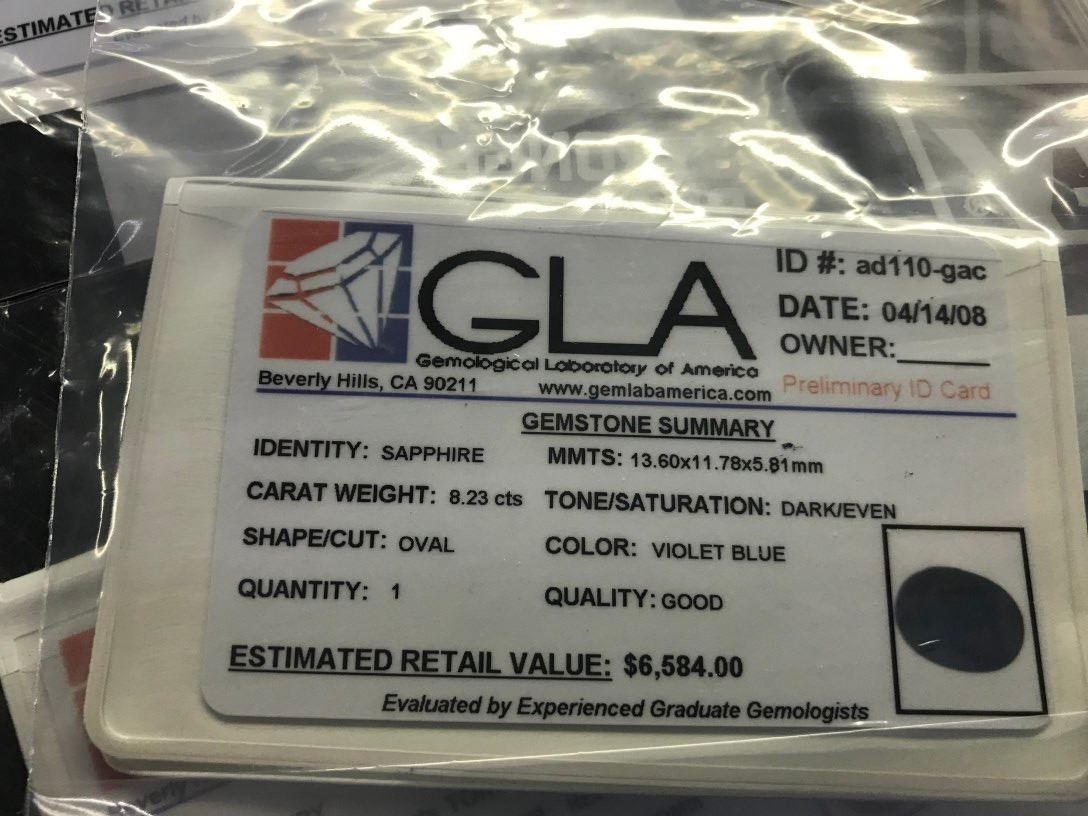 ESTIMATED RETAI
GLA
Gemological Laboratory of America
Beverly Hills, CA 90211
www.gemlabamerica.com
ID #: ad110-gac
DATE: 04/14/08
OWNER:______
Preliminary ID Card
GEMSTONE SUMMARY
IDENTITY: SAPPHIRE
MMTS: 13.60x11.78x5.81mm
CARAT WEIGHT: 8.23 cts
TONE/SATURATION: DARK/EVEN
SHAPE/CUT: OVAL
COLOR: VIOLET BLUE
QUANTITY: 1
QUALITY: GOOD
ESTIMATED RETAIL VALUE: $6,584.00
Evaluated by Experienced Graduate Gemologists